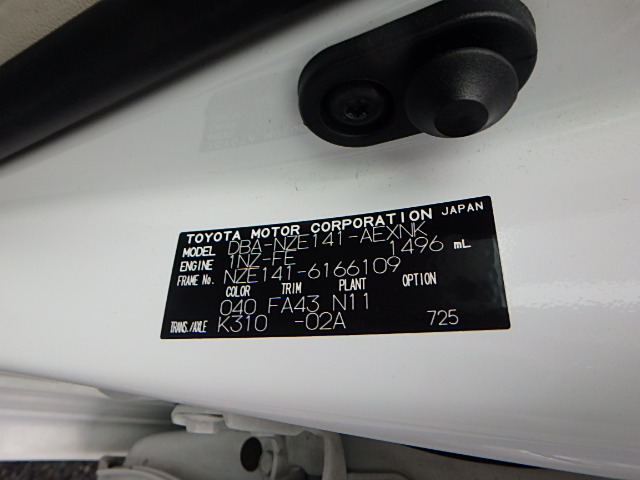 TOYOTA MOTOR CORPORATION JAPAN
MODEL DBA-NZE141-AEXNK
ENGINE 1NZ-FE 1496 mL
FRAME No. NZE141-6166109
COLOR TRIM PLANT OPTION
040 FA43 N11
TRANS./AXLE K310 -02A 725